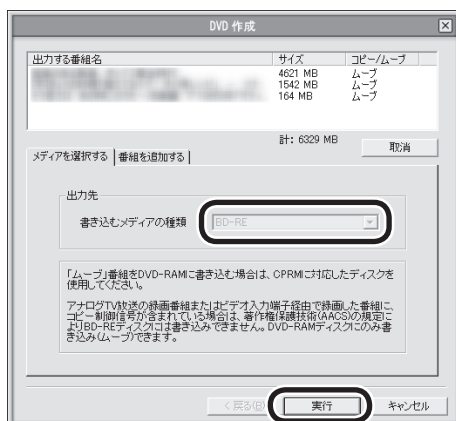 DVD 作成
出力する番組名 サイズ コピー/ムーブ
4621 MB ムーブ
1542 MB ムーブ
164 MB ムーブ
計: 6329 MB
取消
メディアを選択する 番組を追加する
出力先
書き込むメディアの種類 BD-RE
「ムーブ」番組をDVD-RAMに書き込む場合は、CPRMに対応したディスクを
使用してください。
アナログTV放送の録画番組またはビデオ入力端子経由で録画した番組に、
コピー制御信号が含まれている場合は、著作権保護技術(AACS)の規定に
よりBD-REディスクには書き込みできません。DVD-RAMディスクにのみ書
き込み(ムーブ)できます。
< 戻る(B) 実行 キャンセル